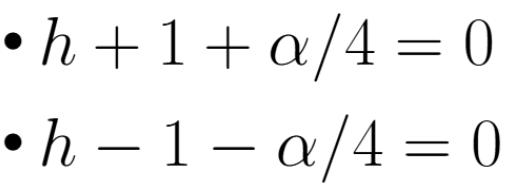 • h + 1 + α/4 = 0
• h − 1 − α/4 = 0